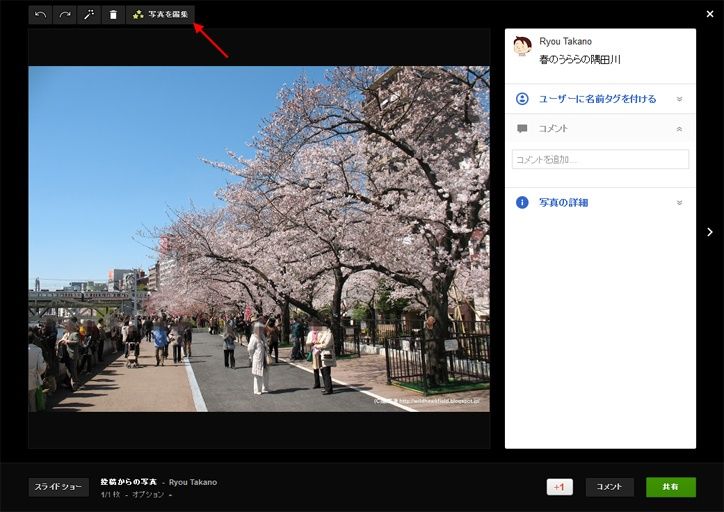 写真を編集
Ryou Takano
春のうららの隅田川
ユーザーに名前タグを付ける
コメント
コメントを追加...
写真の詳細
http://wildhawkfield.blogspot.jp/
スライドショー
投稿からの写真 - Ryou Takano
1/1 枚 - オプション
+1
コメント
共有